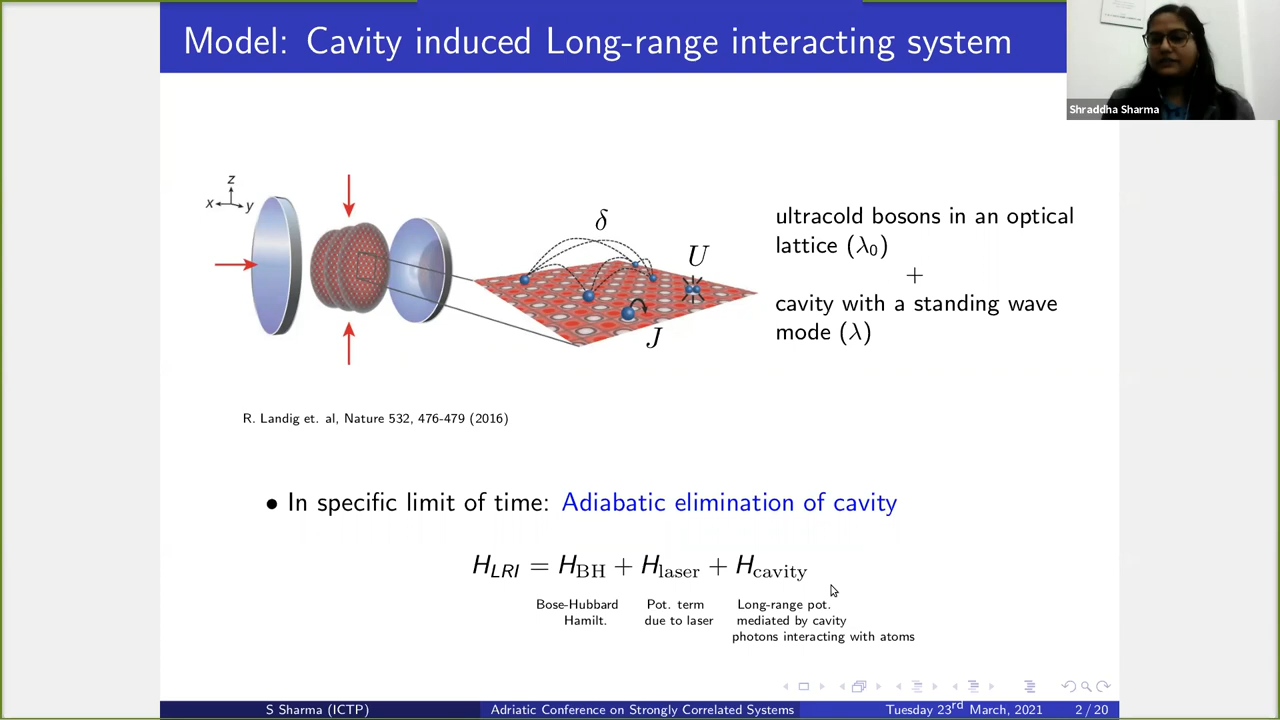 Model: Cavity induced Long-range interacting system
Shraddha Sharma
z
x
y
δ
U
J
ultracold bosons in an optical
lattice (λ₀)
+
cavity with a standing wave
mode (λ)
R. Landig et. al, Nature 532, 476-479 (2016)
• In specific limit of time: Adiabatic elimination of cavity
H_LRI = H_BH + H_laser + H_cavity
Bose-Hubbard Pot. term Long-range pot.
Hamilt. due to laser mediated by cavity
photons interacting with atoms
S Sharma (ICTP) Adriatic Conference on Strongly Correlated Systems Tuesday 23rd March, 2021 2 / 20